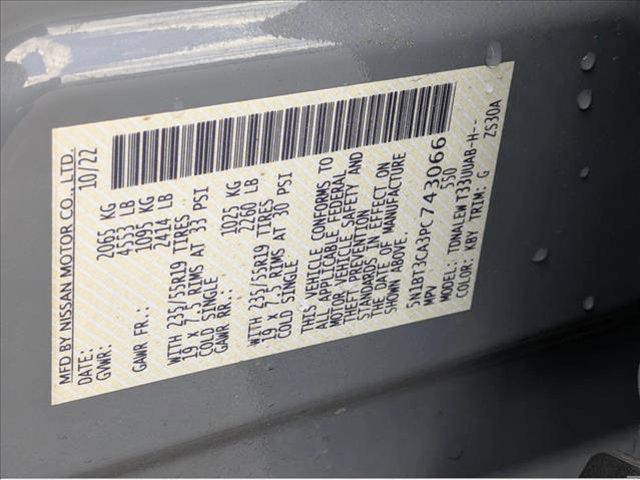 MFD BY NISSAN MOTOR CO., LTD.
DATE: 10/22
GVWR: 2065 KG
4553 LB
GAWR FR.: 1095 KG
2414 LB
WITH 235/55R19 TIRES
19 X 7.5 RIMS AT 33 PSI
COLD SINGLE
GAWR RR.: 1025 KG
2260 LB
WITH 235/55R19 TIRES
19 X 7.5 RIMS AT 30 PSI
COLD SINGLE
THIS VEHICLE CONFORMS TO
ALL APPLICABLE FEDERAL
MOTOR VEHICLE SAFETY AND
THEFT PREVENTION
STANDARDS IN EFFECT ON
THE DATE OF MANUFACTURE
SHOWN ABOVE.
5N1BT3CA3PC743066
MPV 550
MODEL: TDNALEW T33UUAB-H--
COLOR: KBY TRIM: G ZS30A